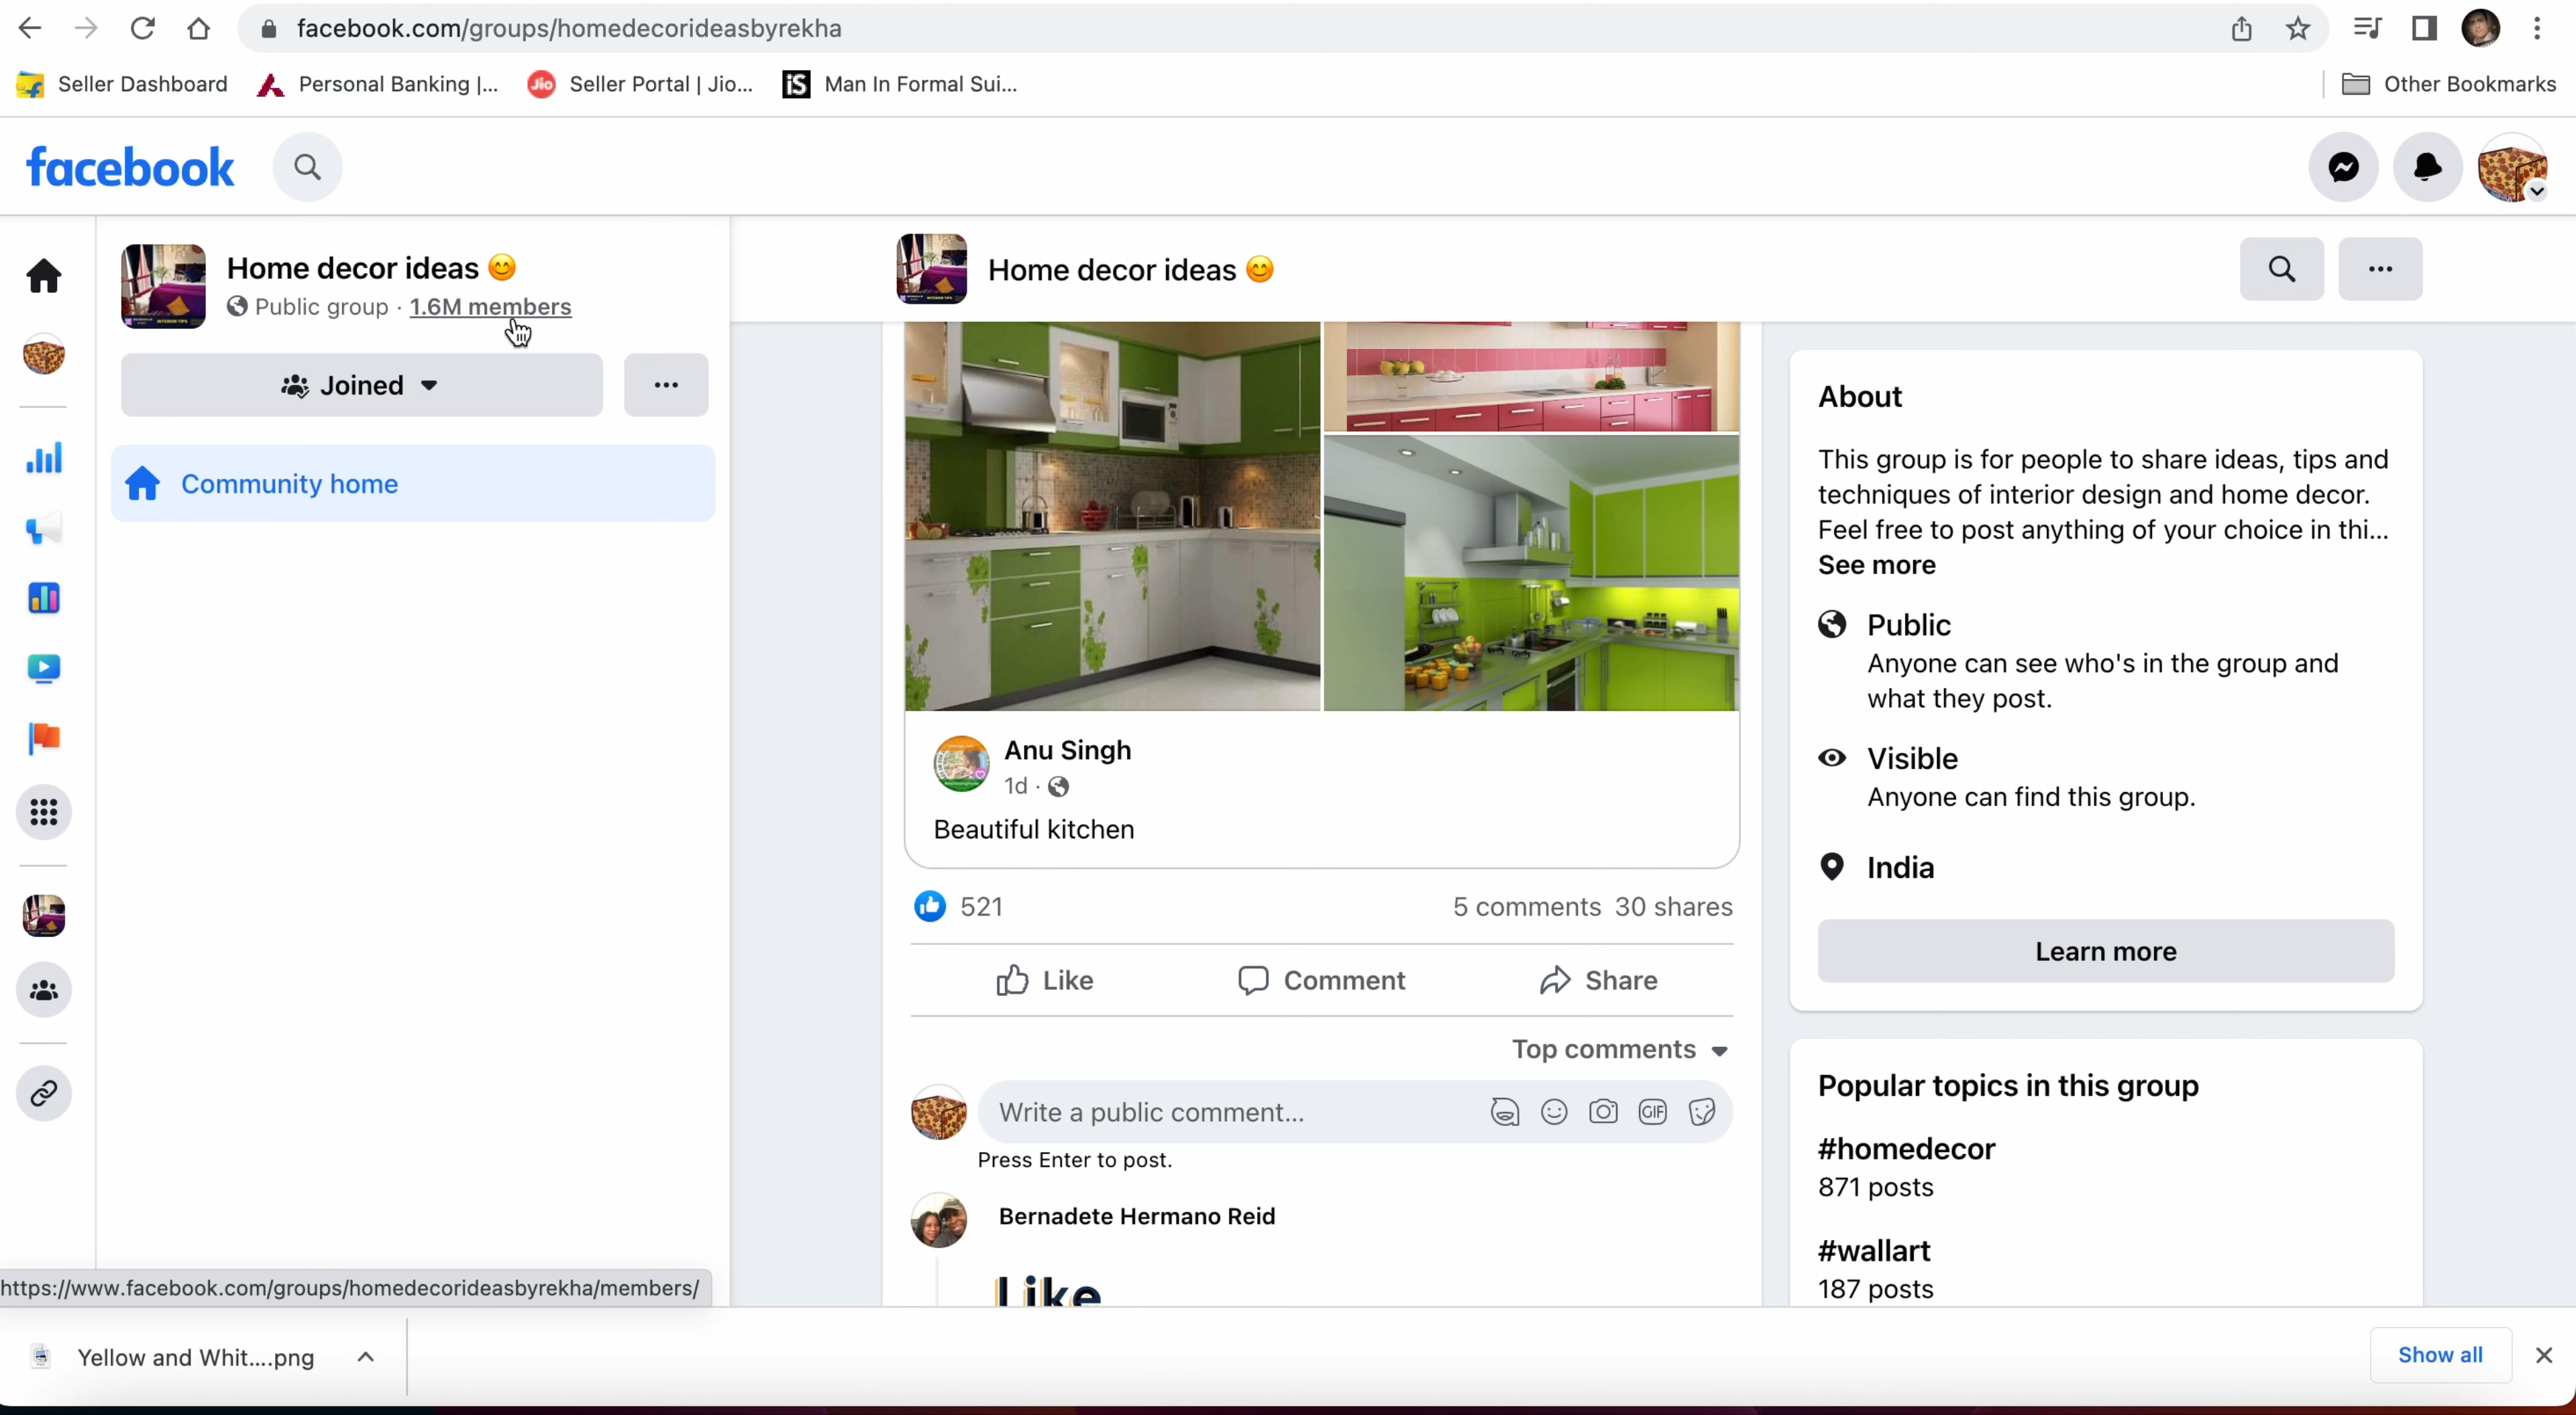 facebook.com/groups/homedecorideasbyrekha
Seller Dashboard
Personal Banking |...
Jio
Seller Portal | Jio...
iS
Man In Formal Sui...
Other Bookmarks
facebook
Home decor ideas 😊
Public group · 1.6M members
Joined
Community home
Home decor ideas 😊
Anu Singh
1d ·
Beautiful kitchen
521
5 comments 30 shares
Like
Comment
Share
Top comments
Write a public comment...
GIF
Press Enter to post.
Bernadete Hermano Reid
Like
About
This group is for people to share ideas, tips and
techniques of interior design and home decor.
Feel free to post anything of your choice in thi...
See more
Public
Anyone can see who's in the group and
what they post.
Visible
Anyone can find this group.
India
Learn more
Popular topics in this group
#homedecor
871 posts
#wallart
187 posts
https://www.facebook.com/groups/homedecorideasbyrekha/members/
Yellow and Whit....png
Show all